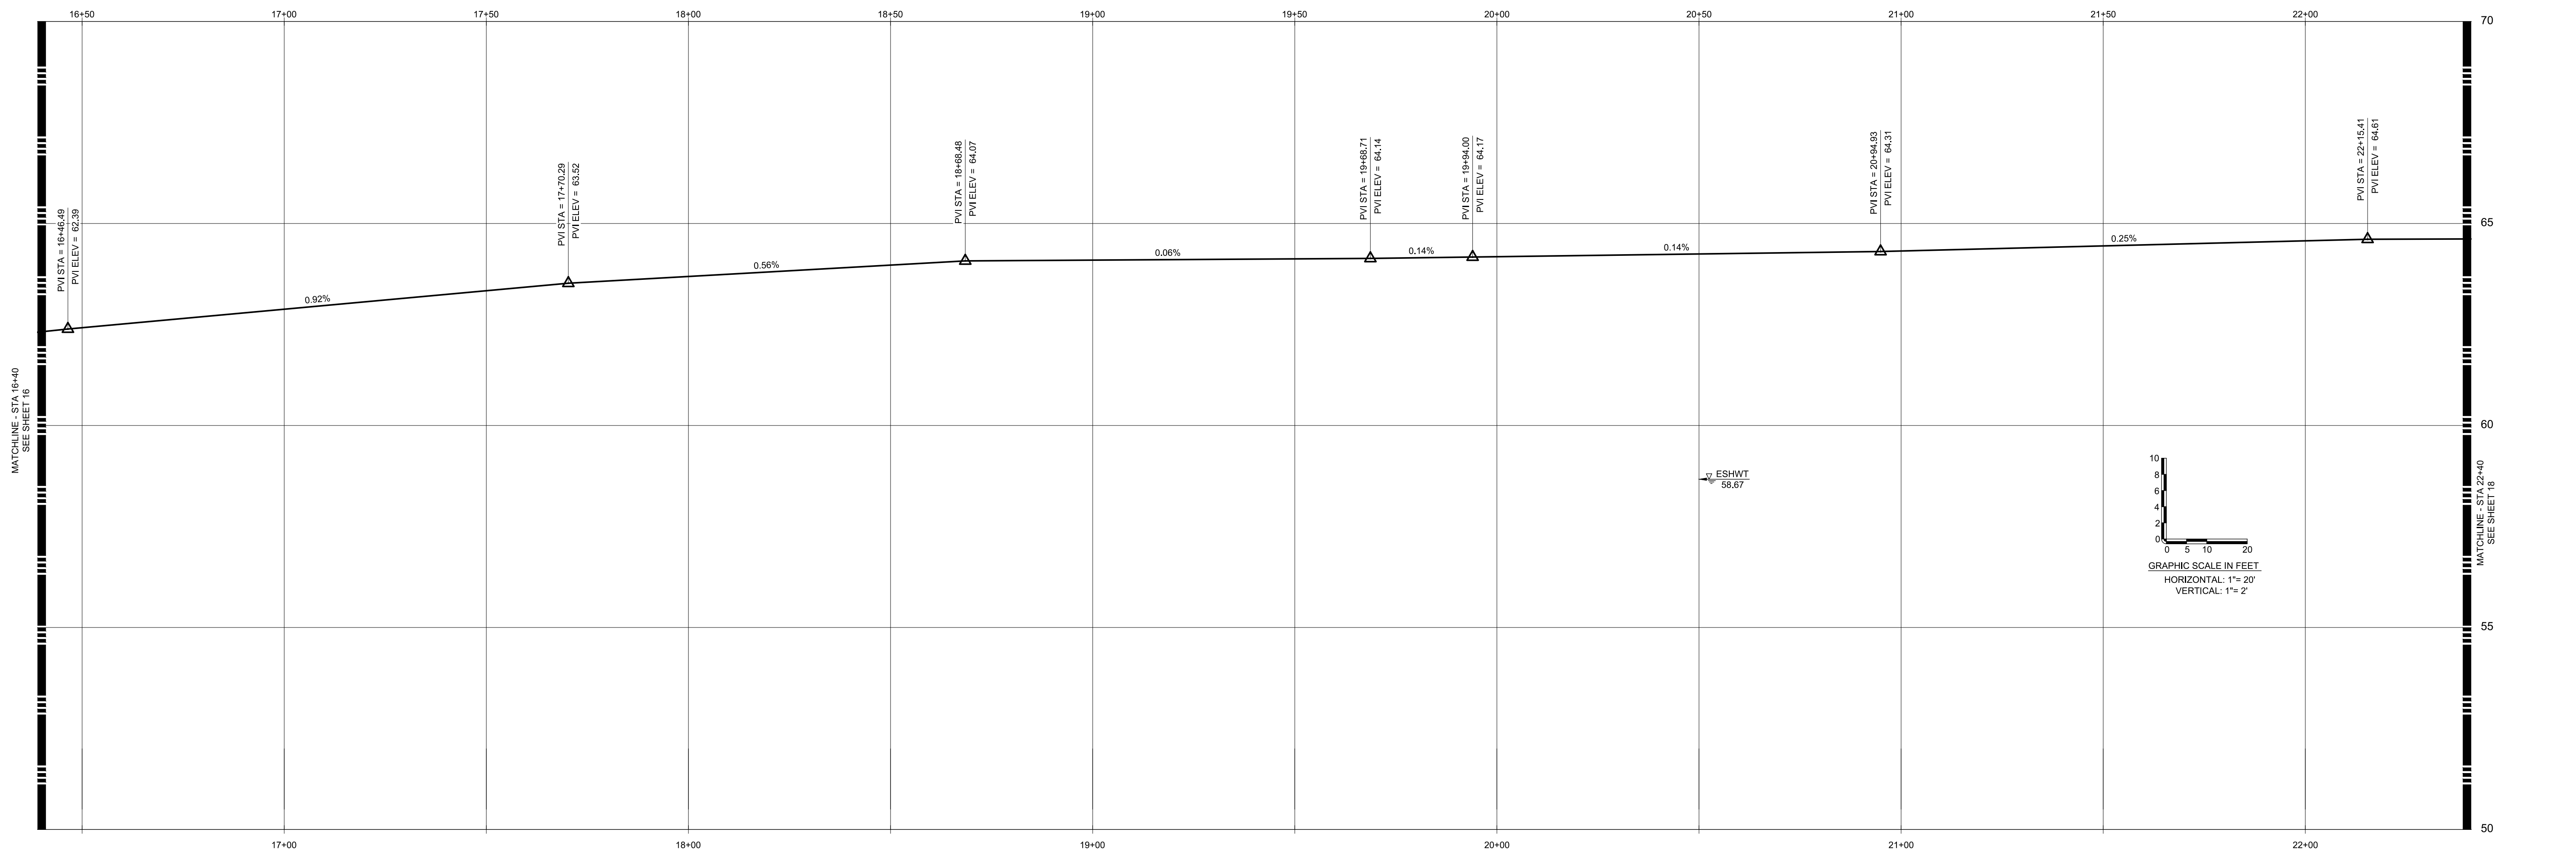 16+50
17+00
17+50
18+00
18+50
19+00
19+50
20+00
20+50
21+00
21+50
22+00
70
65
60
55
50
MATCHLINE - STA 16+40
SEE SHEET 16
PVI STA = 16+46.49
PVI ELEV = 62.39
0.92%
PVI STA = 17+70.29
PVI ELEV = 63.52
0.56%
PVI STA = 18+68.48
PVI ELEV = 64.07
0.06%
PVI STA = 19+68.71
PVI ELEV = 64.14
0.14%
PVI STA = 19+94.00
PVI ELEV = 64.17
0.14%
PVI STA = 20+94.93
PVI ELEV = 64.31
0.25%
PVI STA = 22+15.41
PVI ELEV = 64.61
ESHWT
58.67
10
8
6
4
2
0
0 5 10 20
GRAPHIC SCALE IN FEET
HORIZONTAL: 1"= 20'
VERTICAL: 1"= 2'
MATCHLINE - STA 22+40
SEE SHEET 18
17+00
18+00
19+00
20+00
21+00
22+00